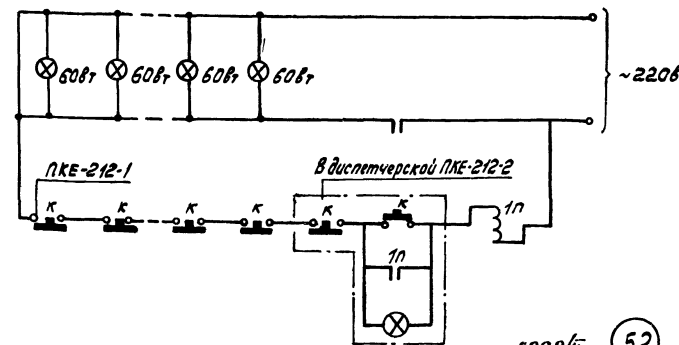 60вт 60вт 60вт 60вт
~220в
ПКЕ-212-1
В диспетчерской ПКЕ-212-2
к к к к к к
1п
1п
52